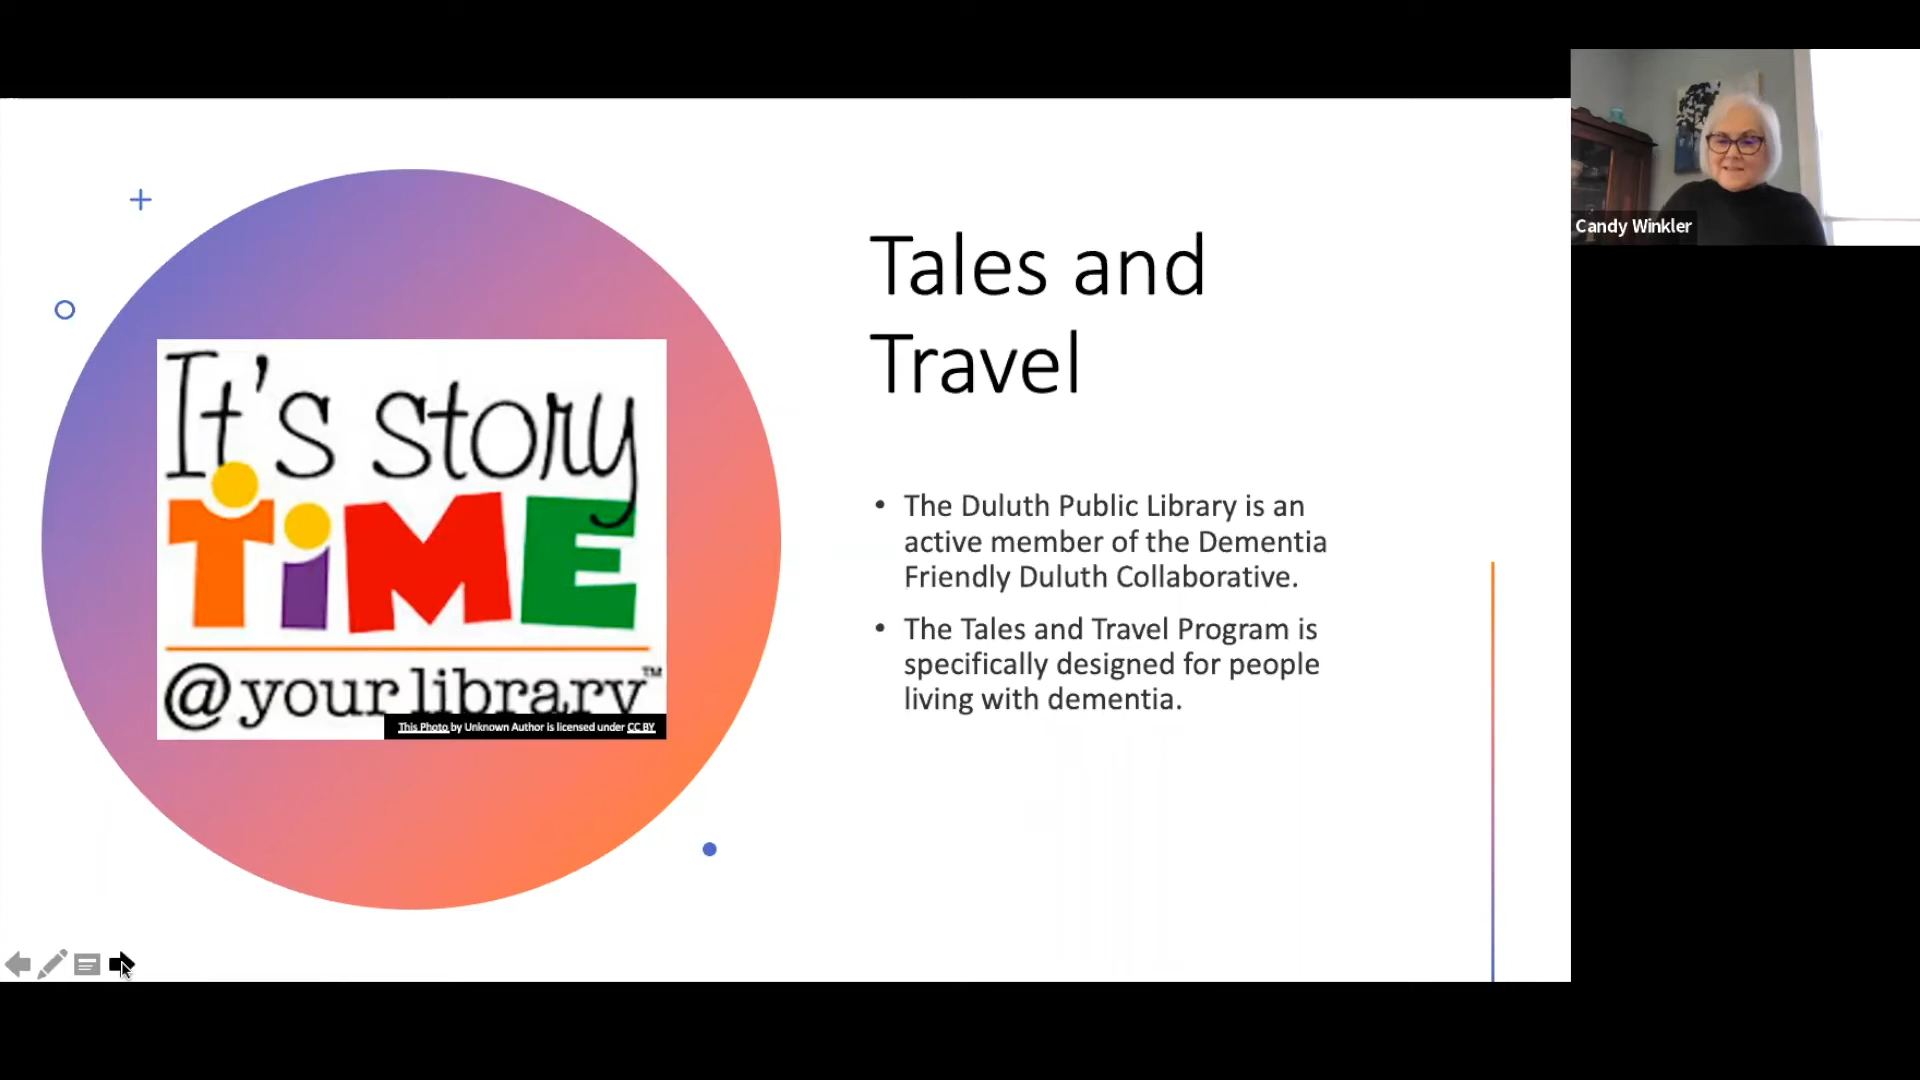 Tales and
Travel
It's story
TiME
@your library™
This Photo by Unknown Author is licensed under CC BY
• The Duluth Public Library is an
active member of the Dementia
Friendly Duluth Collaborative.
• The Tales and Travel Program is
specifically designed for people
living with dementia.
Candy Winkler